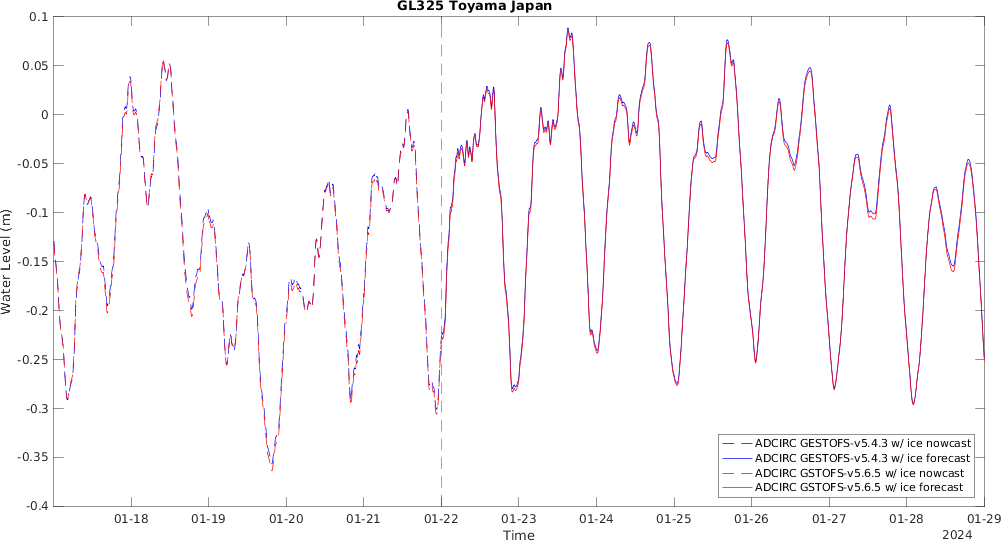 GL325 Toyama Japan
0.1
0.05
0
-0.05
-0.1
-0.15
-0.2
-0.25
-0.3
-0.35
-0.4
Water Level (m)
01-18 01-19 01-20 01-21 01-22 01-23 01-24 01-25 01-26 01-27 01-28 01-29
Time
2024
ADCIRC GESTOFS-v5.4.3 w/ ice nowcast
ADCIRC GESTOFS-v5.4.3 w/ ice forecast
ADCIRC GSTOFS-v5.6.5 w/ ice nowcast
ADCIRC GSTOFS-v5.6.5 w/ ice forecast